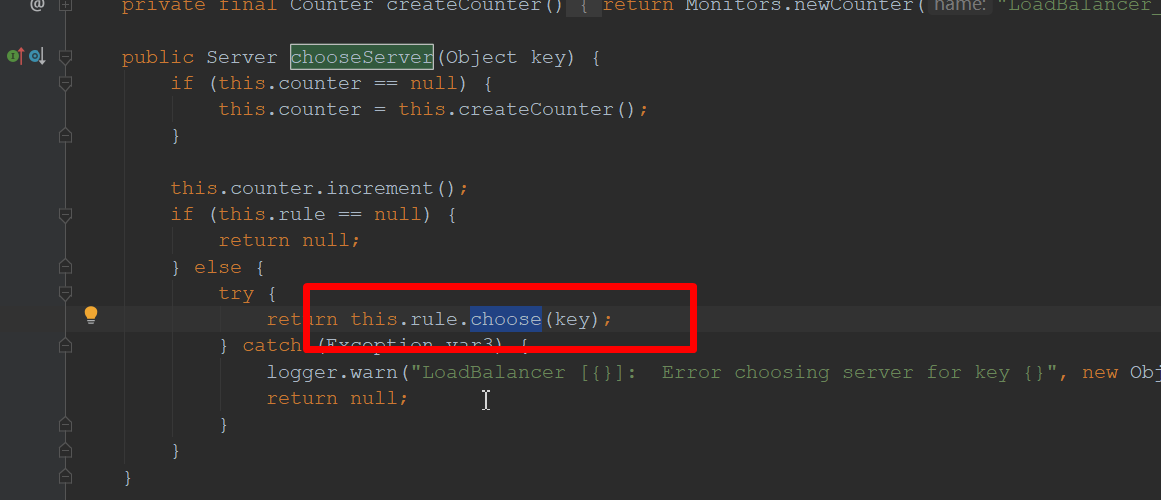 @ private final Counter createCounter() { return Monitors.newCounter( name: "LoadBalancer_
public Server chooseServer(Object key) {
if (this.counter == null) {
this.counter = this.createCounter();
}
this.counter.increment();
if (this.rule == null) {
return null;
} else {
try {
return this.rule.choose(key);
} catch (Exception var3) {
logger.warn("LoadBalancer [{}]:  Error choosing server for key {}", new Obj
return null;
}
}
}